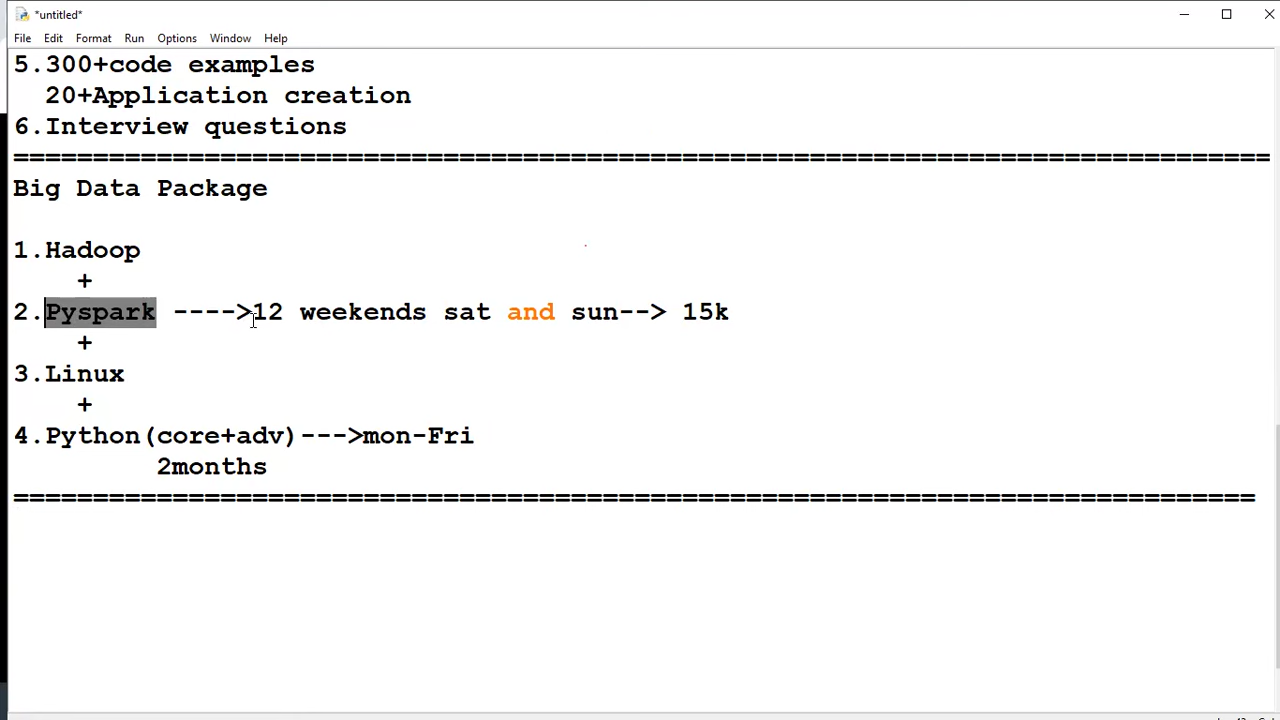 *untitled*
File Edit Format Run Options Window Help
5.300+code examples
20+Application creation
6.Interview questions
===============================================================================
Big Data Package
1.Hadoop
+
2.Pyspark ---->12 weekends sat and sun--> 15k
+
3.Linux
+
4.Python(core+adv)--->mon-Fri
2months
==============================================================================